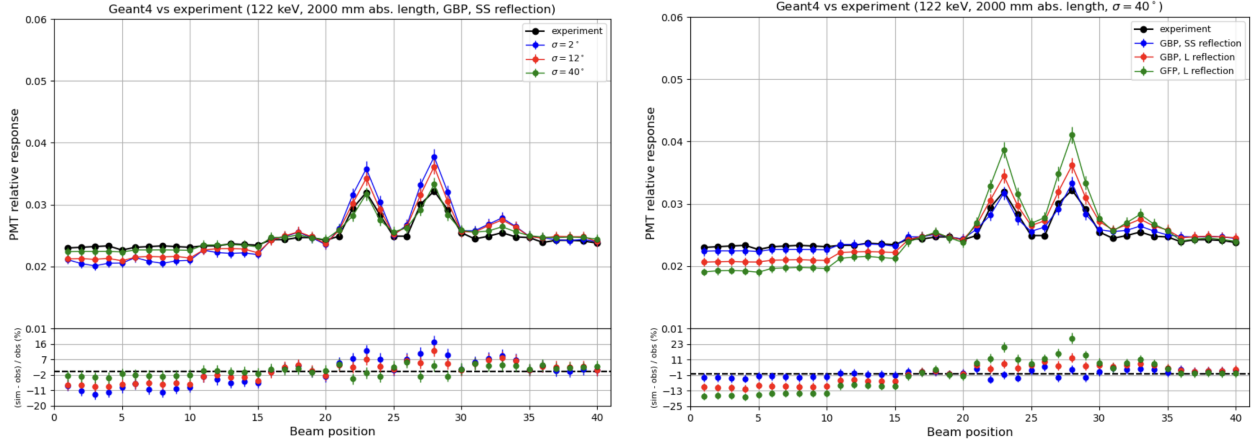 Geant4 vs experiment (122 keV, 2000 mm abs. length, GBP, SS reflection)
0.06
0.05
0.04
0.03
0.02
0.01
PMT relative response
experiment
σ = 2°
σ = 12°
σ = 40°
(sim - obs) / obs (%)
16
7
−2
−11
−20
0 5 10 15 20 25 30 35 40
Beam position
Geant4 vs experiment (122 keV, 2000 mm abs. length, σ = 40°)
0.06
0.05
0.04
0.03
0.02
0.01
PMT relative response
experiment
GBP, SS reflection
GBP, L reflection
GFP, L reflection
(sim - obs) / obs (%)
23
11
−1
−13
−25
0 5 10 15 20 25 30 35 40
Beam position